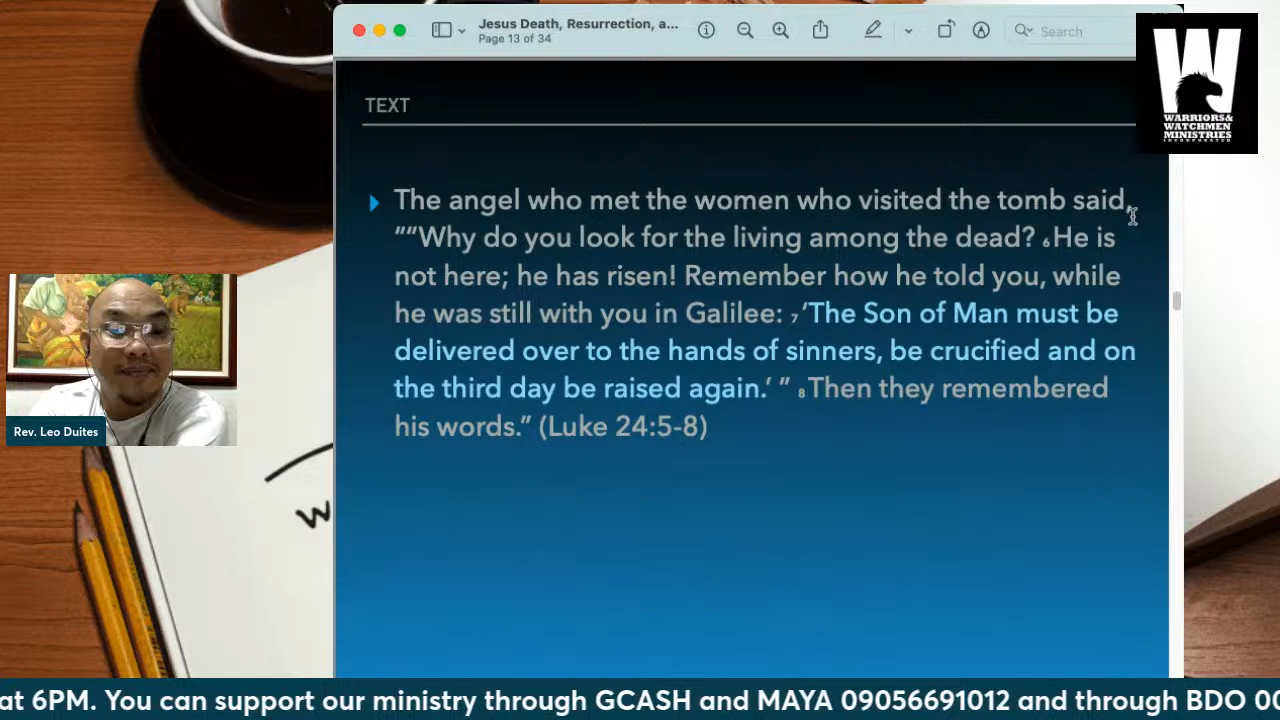 Jesus Death, Resurrection, a...
Page 13 of 34
Search
W
WARRIORS&
WATCHMEN
MINISTRIES
INCORPORATED
TEXT
The angel who met the women who visited the tomb said,
““Why do you look for the living among the dead? 6He is
not here; he has risen! Remember how he told you, while
he was still with you in Galilee: 7‘The Son of Man must be
delivered over to the hands of sinners, be crucified and on
the third day be raised again.’ ” 8Then they remembered
his words.” (Luke 24:5-8)
Rev. Leo Duites
w
at 6PM. You can support our ministry through GCASH and MAYA 09056691012 and through BDO 00